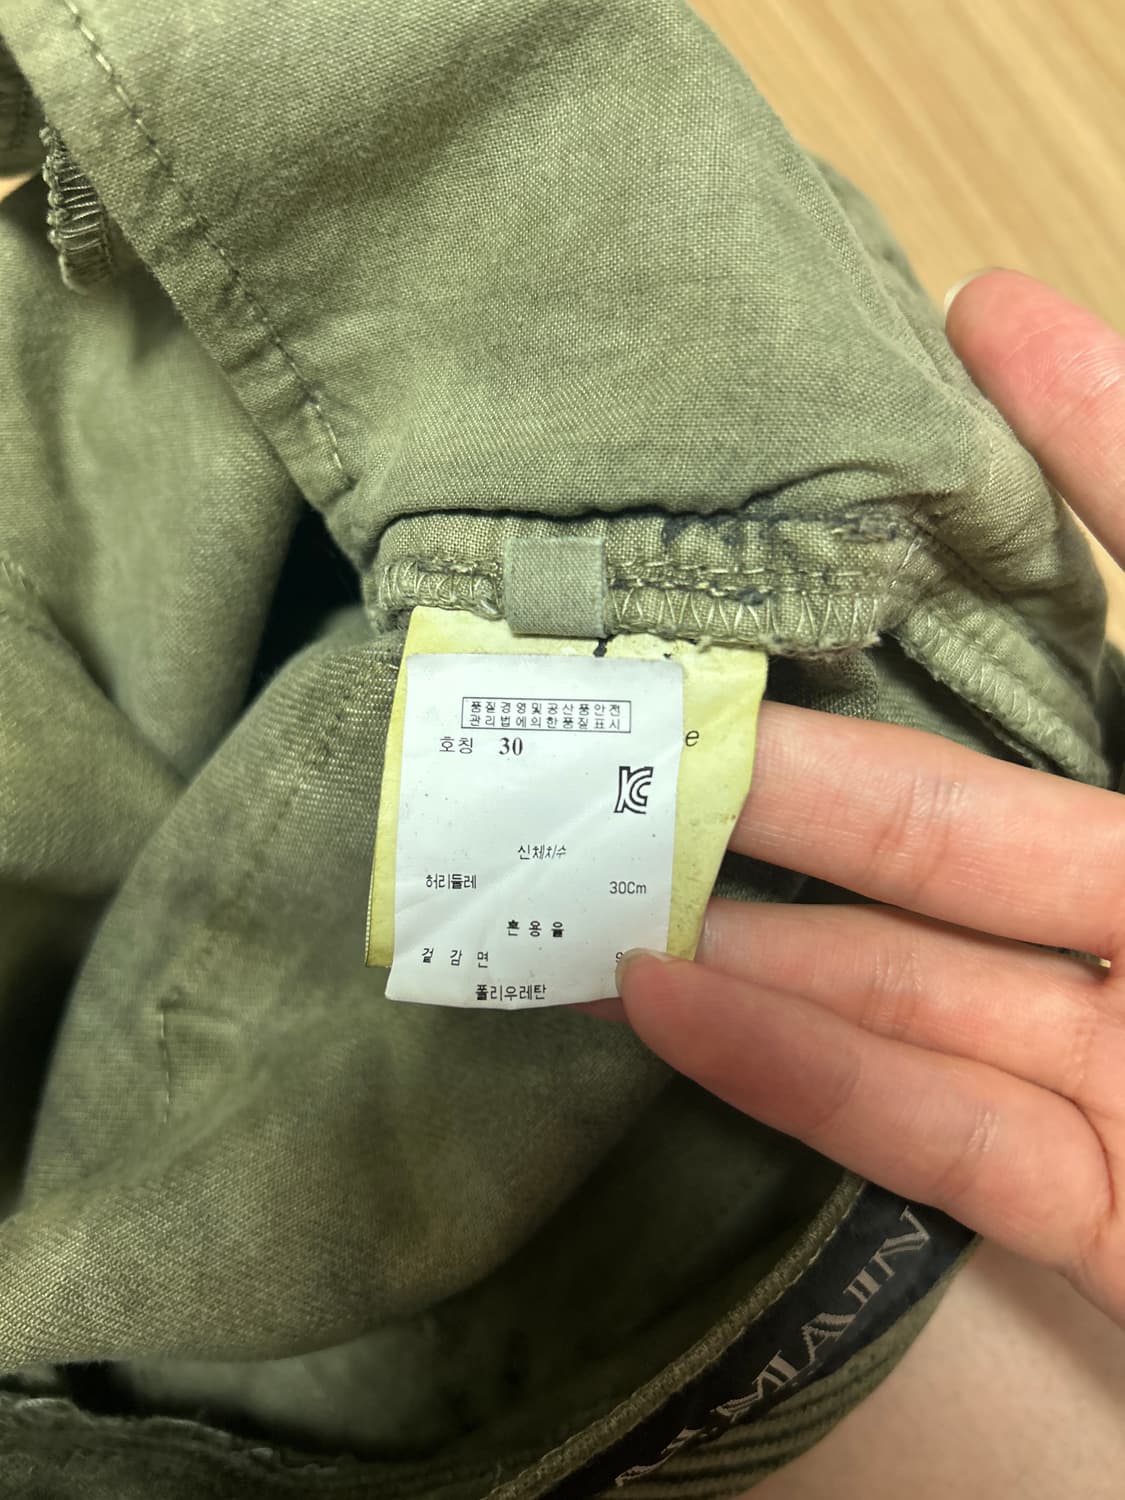 품질경영및공산품안전
관리법에의한품질표시
호칭 30
e
신체치수
허리들레 30Cm
혼용율
겉감면
폴리우레탄